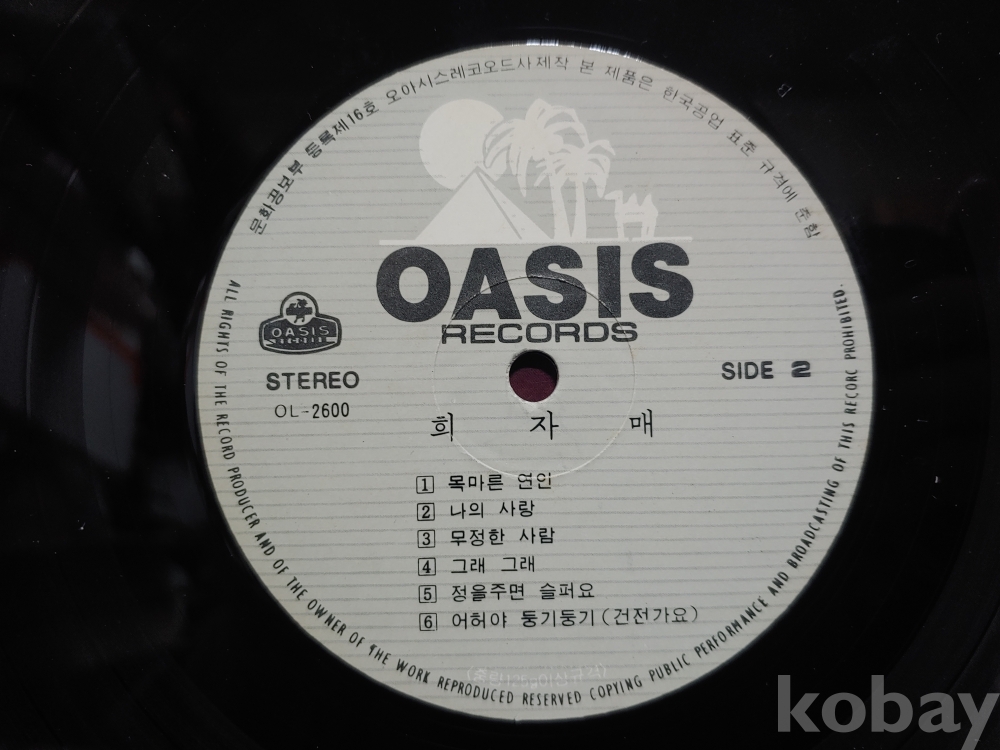 문화공보부 등록제16호 오아시스레코오드사제작 본 제품은 한국공업 표준 규격에 준함
OASIS
RECORDS
OASIS
RECORDS
STEREO
SIDE 2
OL-2600
희 자 매
1 목마른 연인
2 나의 사랑
3 무정한 사람
4 그래 그래
5 정을주면 슬퍼요
6 어허야 둥기둥기(건전가요)
ALL RIGHTS OF THE RECORD PRODUCER AND OF THE OWNER OF THE WORK REPRODUCED RESERVED COPYING PUBLIC PERFORMANCE AND BROADCASTING OF THIS RECORC PROHIBITED.
kobay